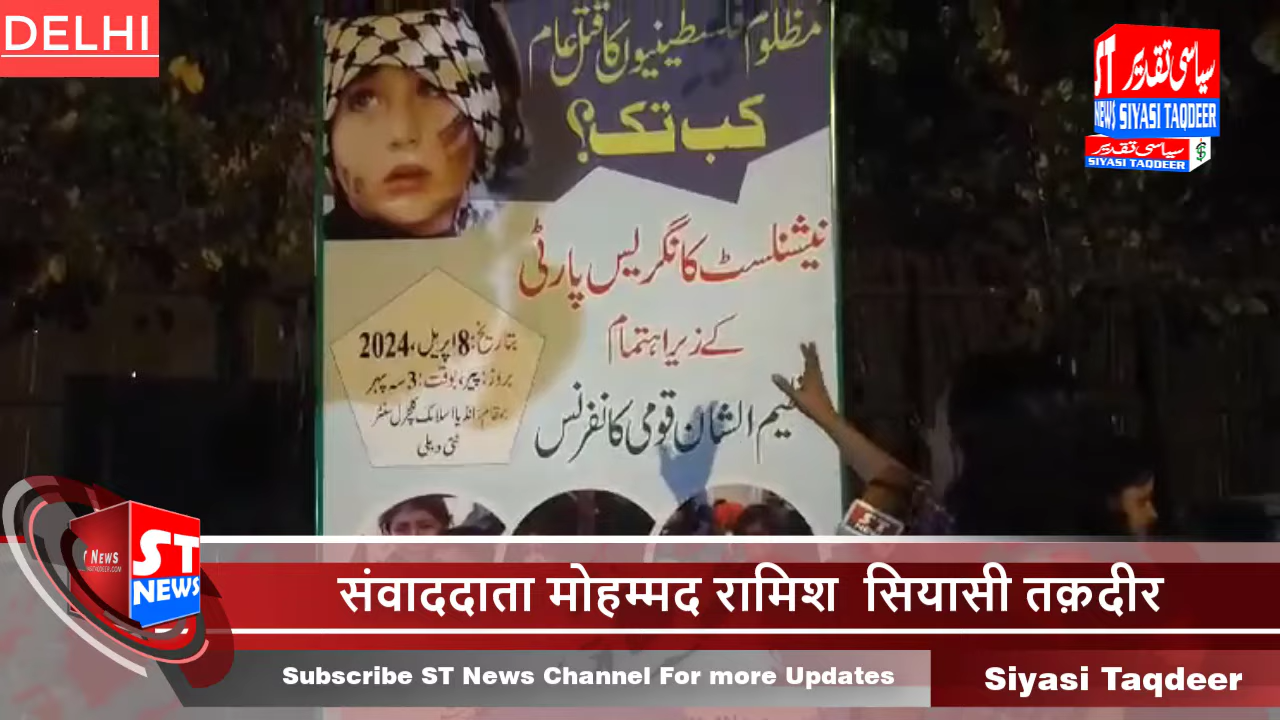 DELHI
مظلوم فلسطینیوں کا قتل عام
کب تک؟
نیشنلسٹ کانگریس پارٹی
کے زیر اہتمام
عظیم الشان قومی کانفرنس
بتاریخ: 8 اپریل، 2024
بروز: پیر، بوقت: 3 سہ پہر
بمقام: انڈیا اسلامک کلچرل سنٹر
نئی دہلی
ST سیاسی تقدیر
NEWS SIYASI TAQDEER
سیاسی تقدیر
SIYASI TAQDEER
ST NEWS
ST
NEWS
संवाददाता मोहम्मद रामिश सियासी तक़दीर
Subscribe ST News Channel For more Updates
Siyasi Taqdeer